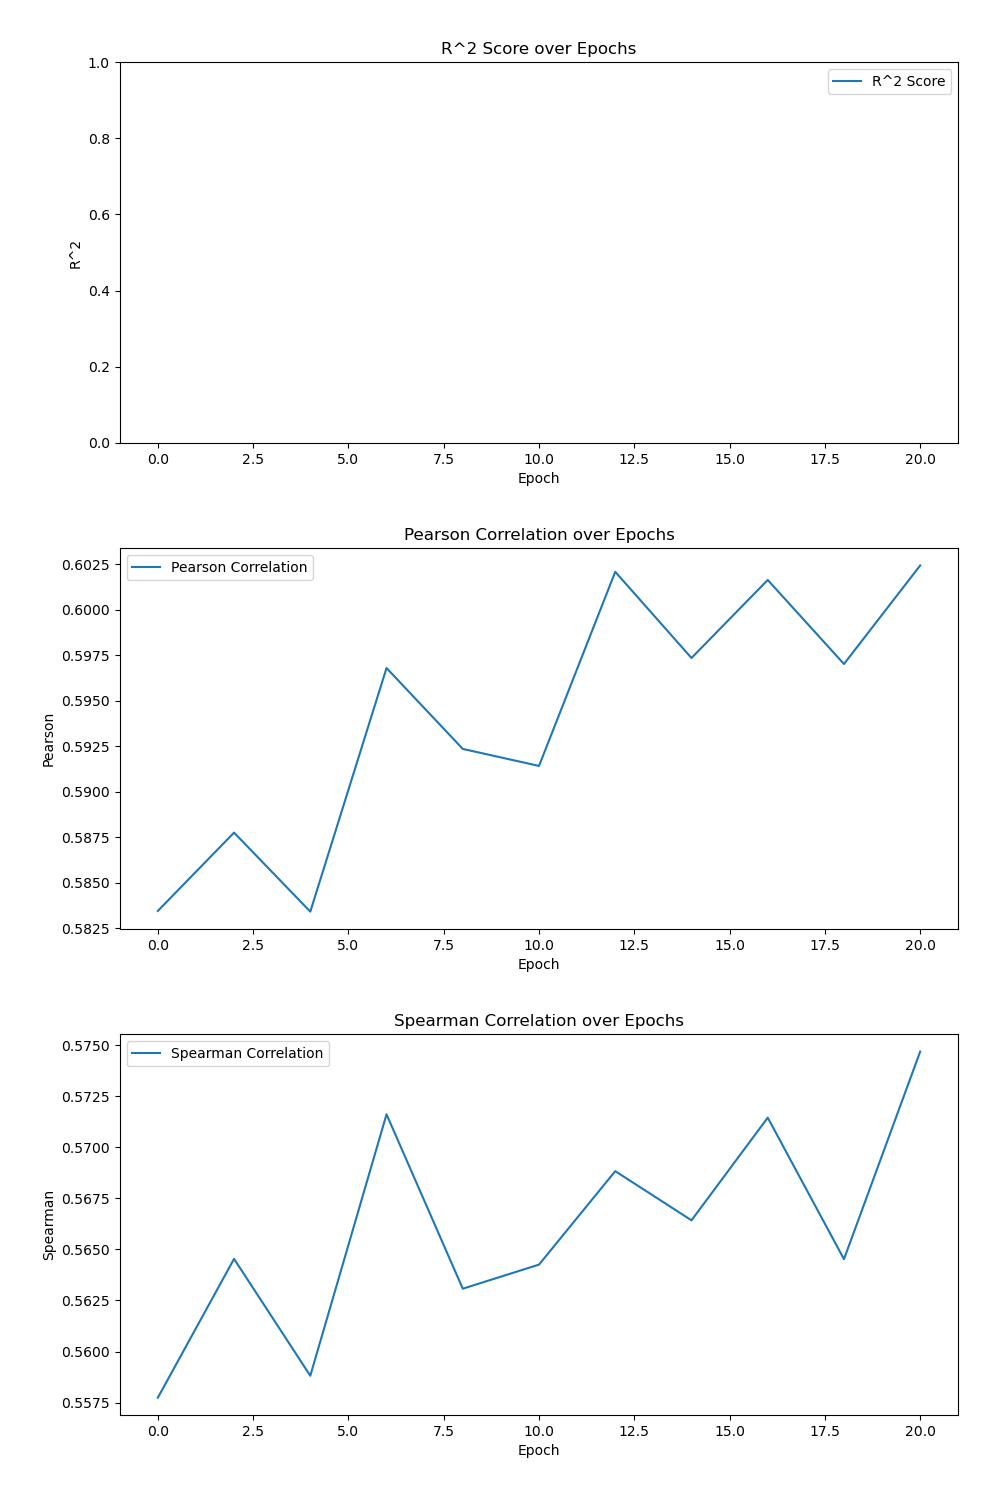 R^2 Score over Epochs
R^2 Score
1.0
0.8
0.6
0.4
0.2
0.0
R^2
0.0 2.5 5.0 7.5 10.0 12.5 15.0 17.5 20.0
Epoch
Pearson Correlation over Epochs
Pearson Correlation
0.6025
0.6000
0.5975
0.5950
0.5925
0.5900
0.5875
0.5850
0.5825
Pearson
0.0 2.5 5.0 7.5 10.0 12.5 15.0 17.5 20.0
Epoch
Spearman Correlation over Epochs
Spearman Correlation
0.5750
0.5725
0.5700
0.5675
0.5650
0.5625
0.5600
0.5575
Spearman
0.0 2.5 5.0 7.5 10.0 12.5 15.0 17.5 20.0
Epoch